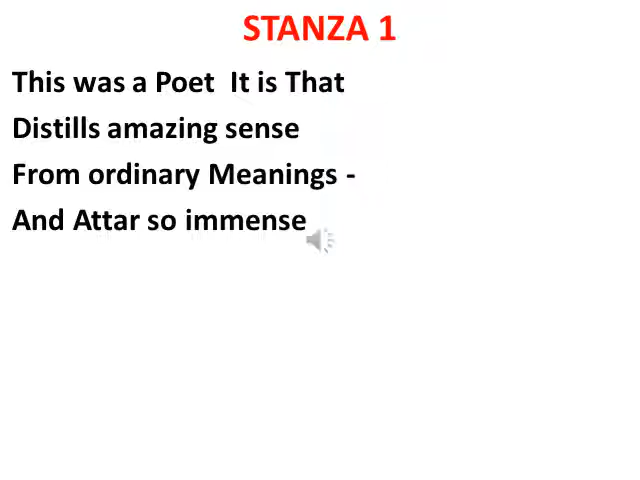 STANZA 1
This was a Poet  It is That
Distills amazing sense
From ordinary Meanings -
And Attar so immense